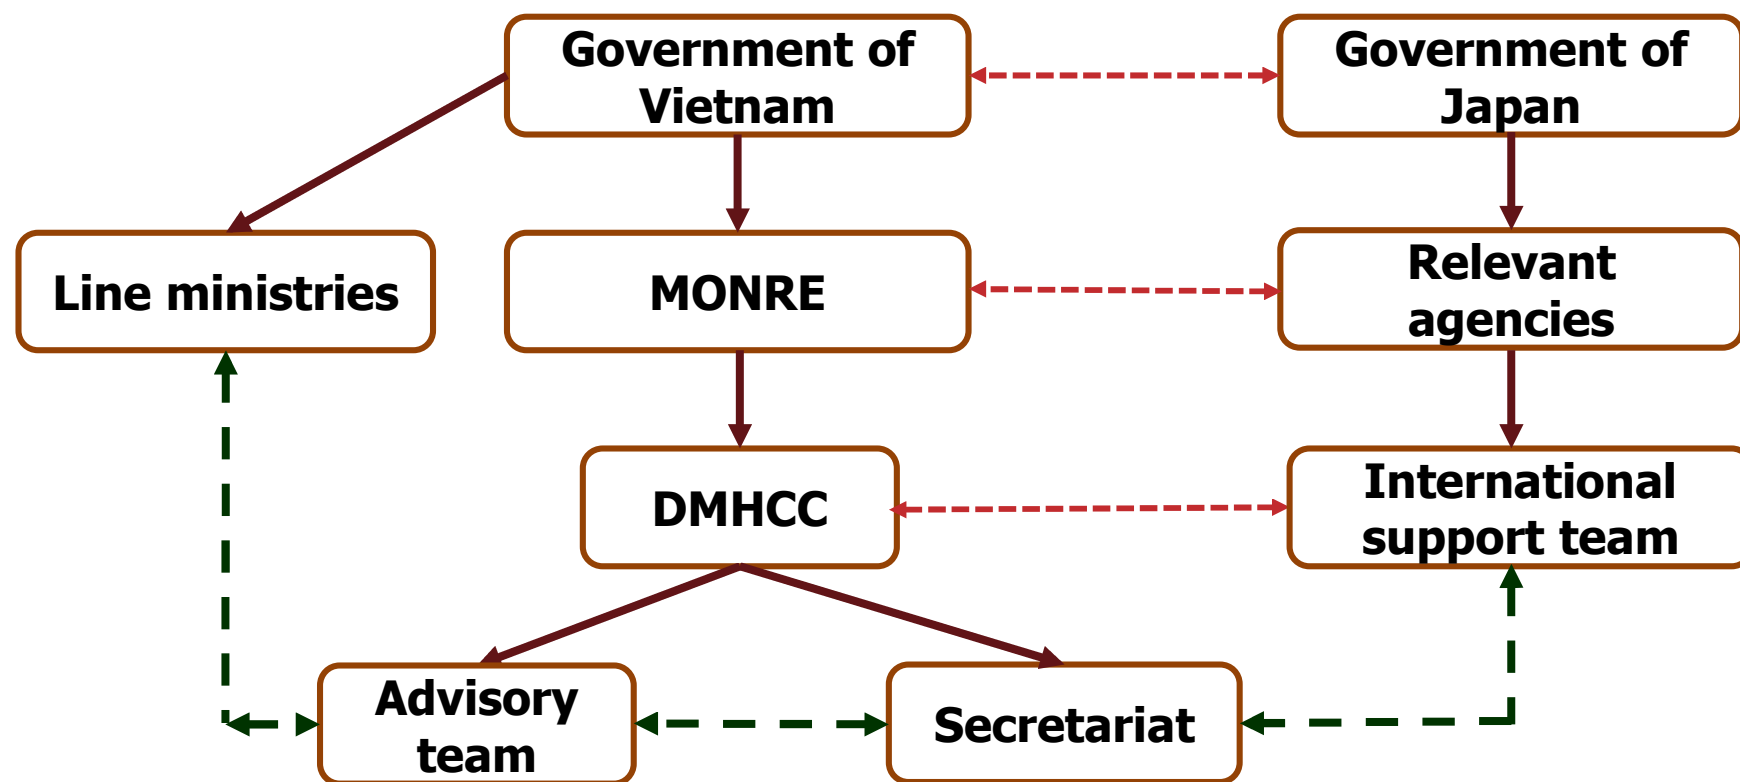 Government of
Vietnam
Government of
Japan
Line ministries
MONRE
Relevant
agencies
DMHCC
International
support team
Advisory
team
Secretariat